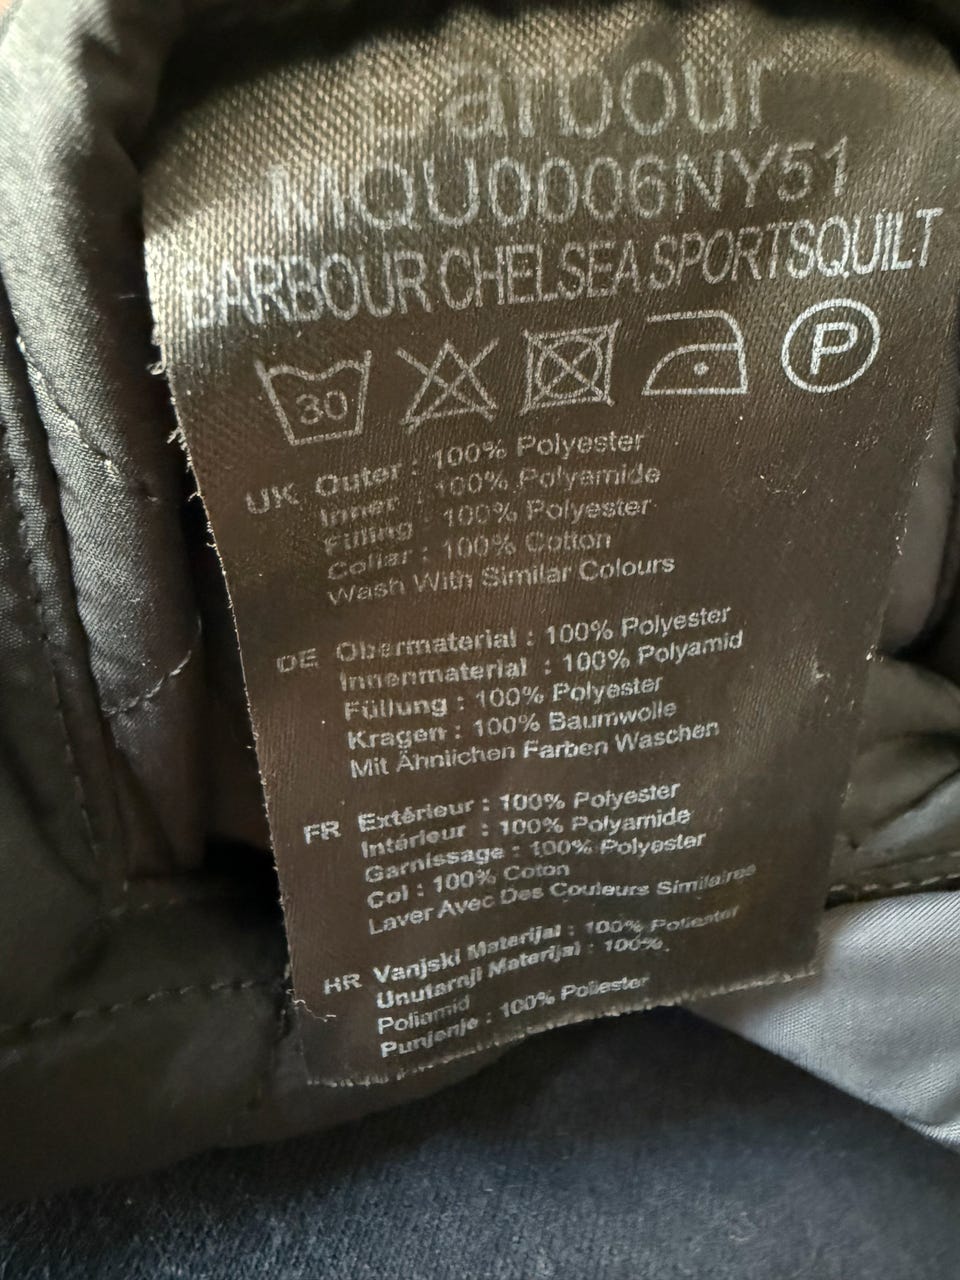 Barbour
MQU0006NY51
BARBOUR CHELSEA SPORTSQUILT
30
P
UK Outer : 100% Polyester
Inner : 100% Polyamide
Filling : 100% Polyester
Collar : 100% Cotton
Wash With Similar Colours
DE Obermaterial : 100% Polyester
Innenmaterial : 100% Polyamid
Füllung : 100% Polyester
Kragen : 100% Baumwolle
Mit Ähnlichen Farben Waschen
FR Extérieur : 100% Polyester
Intérieur : 100% Polyamide
Garnissage : 100% Polyester
Col : 100% Coton
Laver Avec Des Couleurs Similaires
HR Vanjski Materijal : 100% Poliester
Unutarnji Materijal : 100%
Poliamid
Punjenje : 100% Poliester